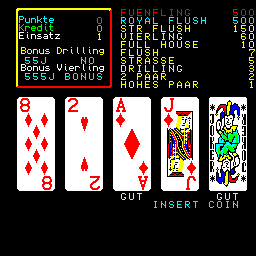 Punkte 0
Kredit 0
Einsatz 1
Bonus Drilling
55J NO
Bonus Vierling
555J BONUS
FUENFLING 500
ROYAL FLUSH 500
STR FLUSH 150
VIERLING 60
FULL HOUSE 10
FLUSH 7
STRASSE 5
DRILLING 3
2 PAAR 2
HOHES PAAR 1
8 2 A J JOKER
8 2 A J JOKER
GUT GUT
INSERT COIN